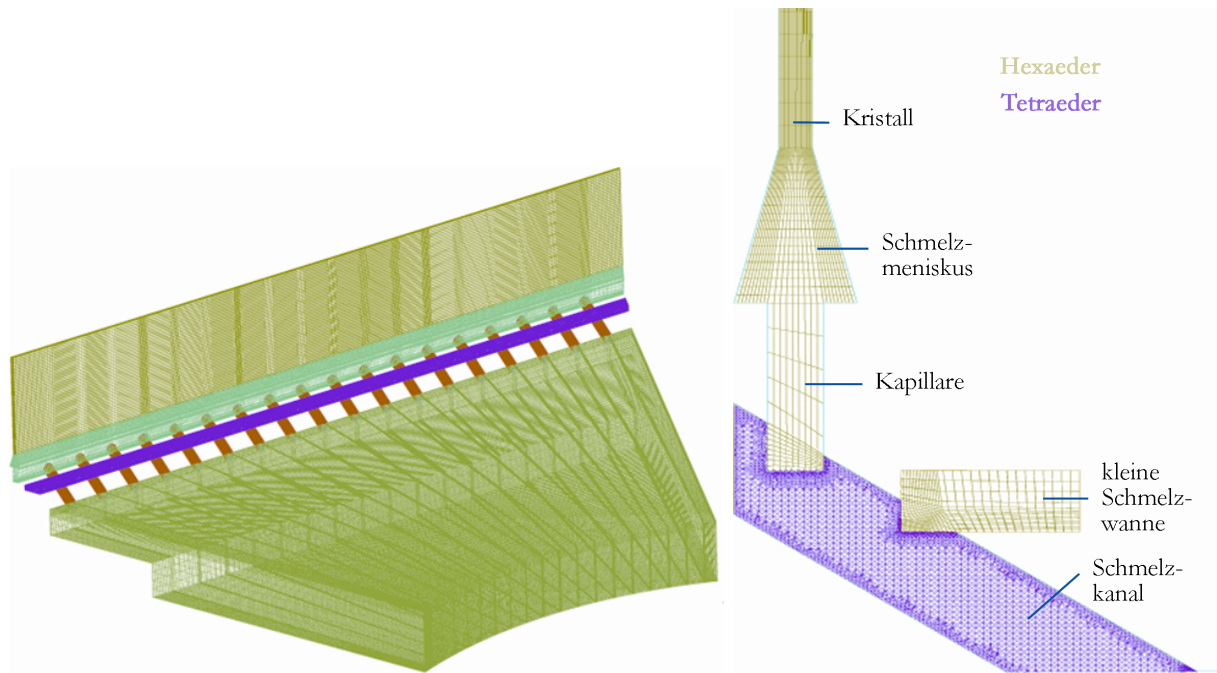 Hexaeder
Tetraeder
Kristall
Schmelz-
meniskus
Kapillare
kleine
Schmelz-
wanne
Schmelz-
kanal